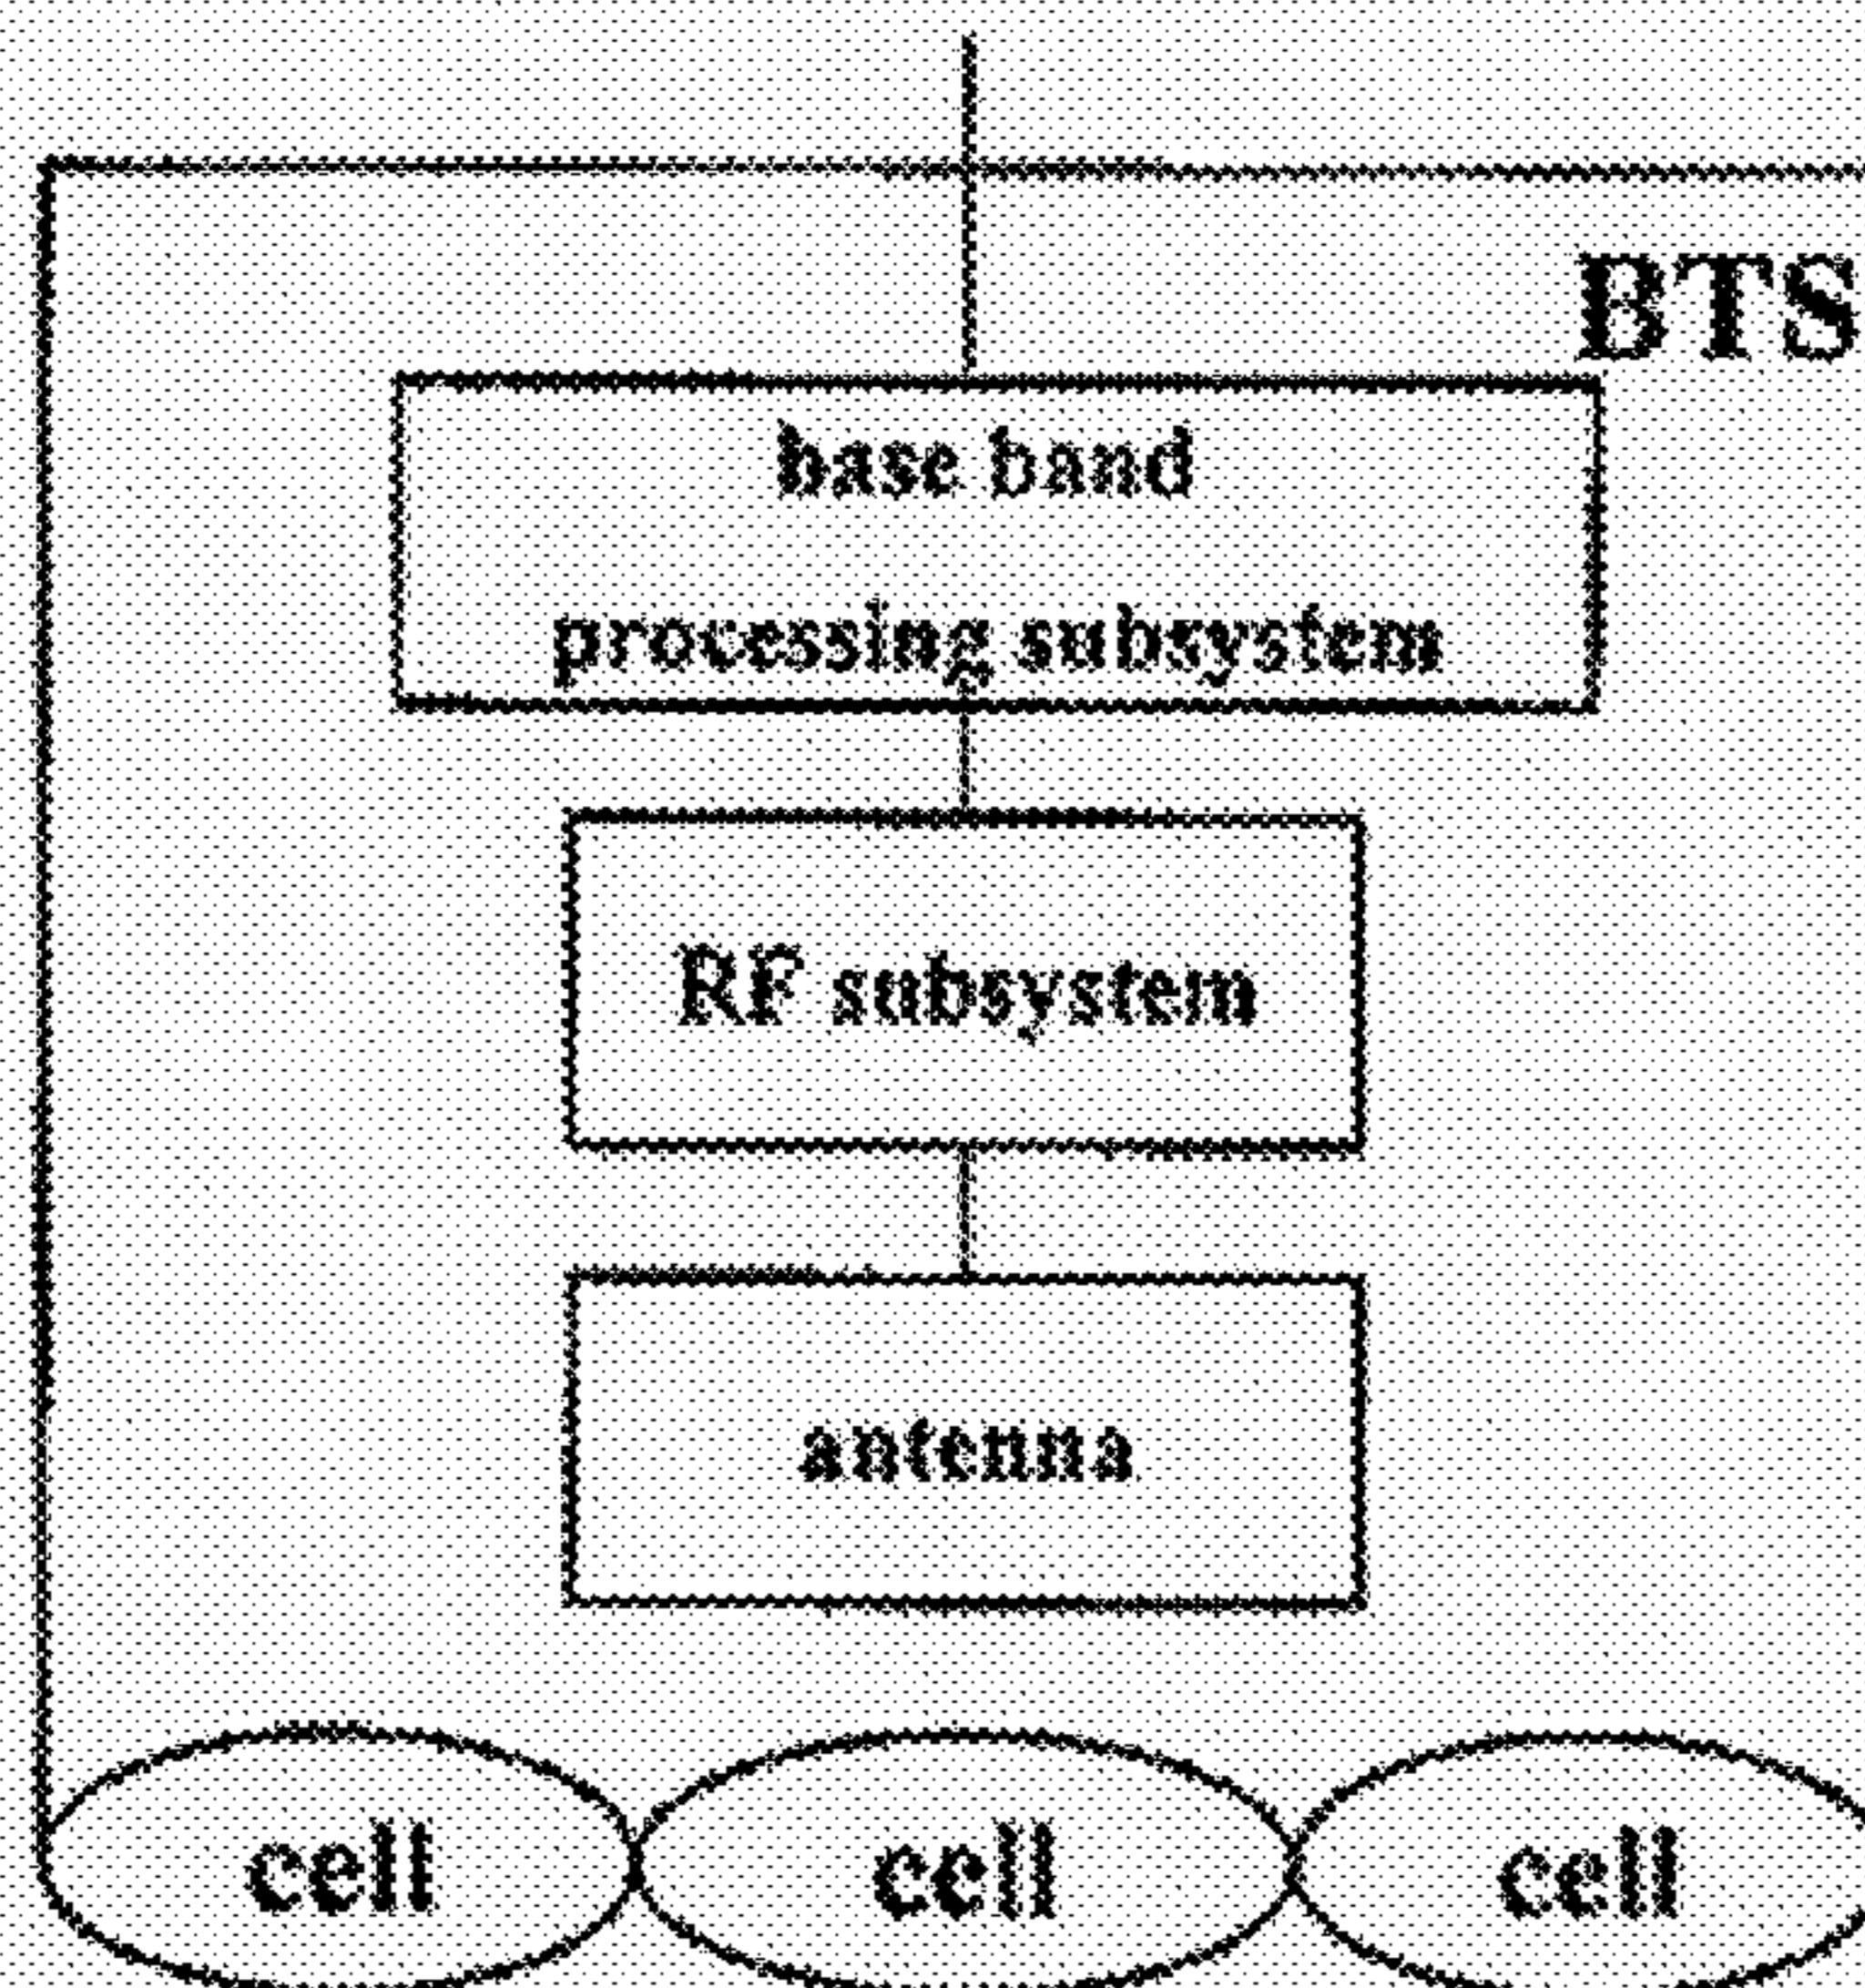 BTS
base band
processing subsystem
RF subsystem
antenna
cell cell cell